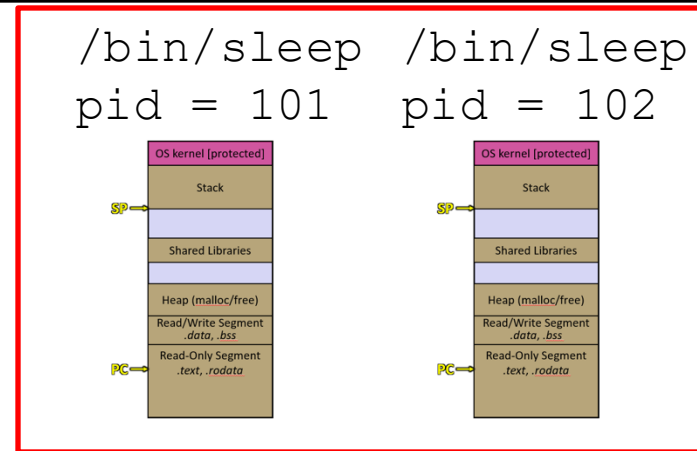 /bin/sleep /bin/sleep
pid = 101 pid = 102
OS kernel [protected]
Stack
SP
Shared Libraries
Heap (malloc/free)
Read/Write Segment
.data, .bss
Read-Only Segment
.text, .rodata
PC
OS kernel [protected]
Stack
SP
Shared Libraries
Heap (malloc/free)
Read/Write Segment
.data, .bss
Read-Only Segment
.text, .rodata
PC